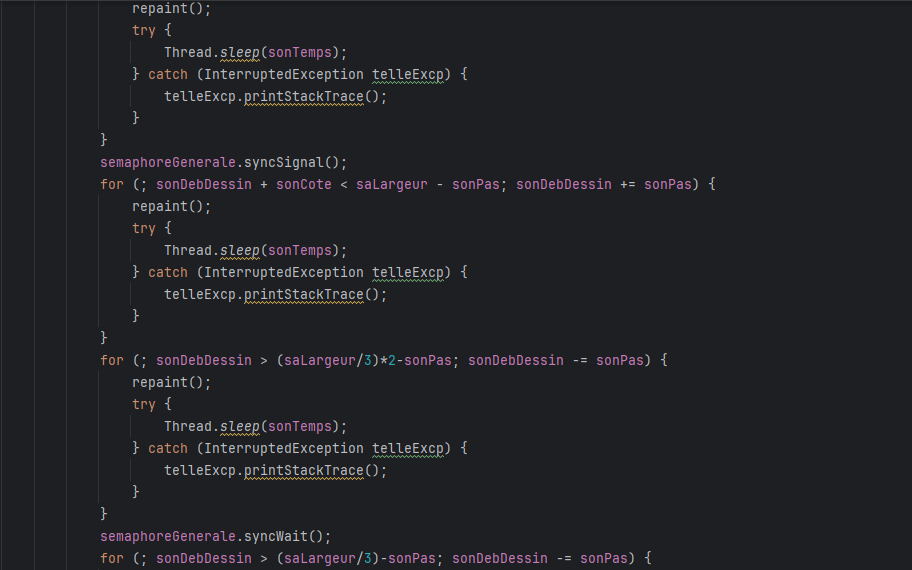 repaint();
try {
Thread.sleep(sonTemps);
} catch (InterruptedException telleExcp) {
telleExcp.printStackTrace();
}
}
semaphoreGenerale.syncSignal();
for (; sonDebDessin + sonCote < saLargeur - sonPas; sonDebDessin += sonPas) {
repaint();
try {
Thread.sleep(sonTemps);
} catch (InterruptedException telleExcp) {
telleExcp.printStackTrace();
}
}
for (; sonDebDessin > (saLargeur/3)*2-sonPas; sonDebDessin -= sonPas) {
repaint();
try {
Thread.sleep(sonTemps);
} catch (InterruptedException telleExcp) {
telleExcp.printStackTrace();
}
}
semaphoreGenerale.syncWait();
for (; sonDebDessin > (saLargeur/3)-sonPas; sonDebDessin -= sonPas) {